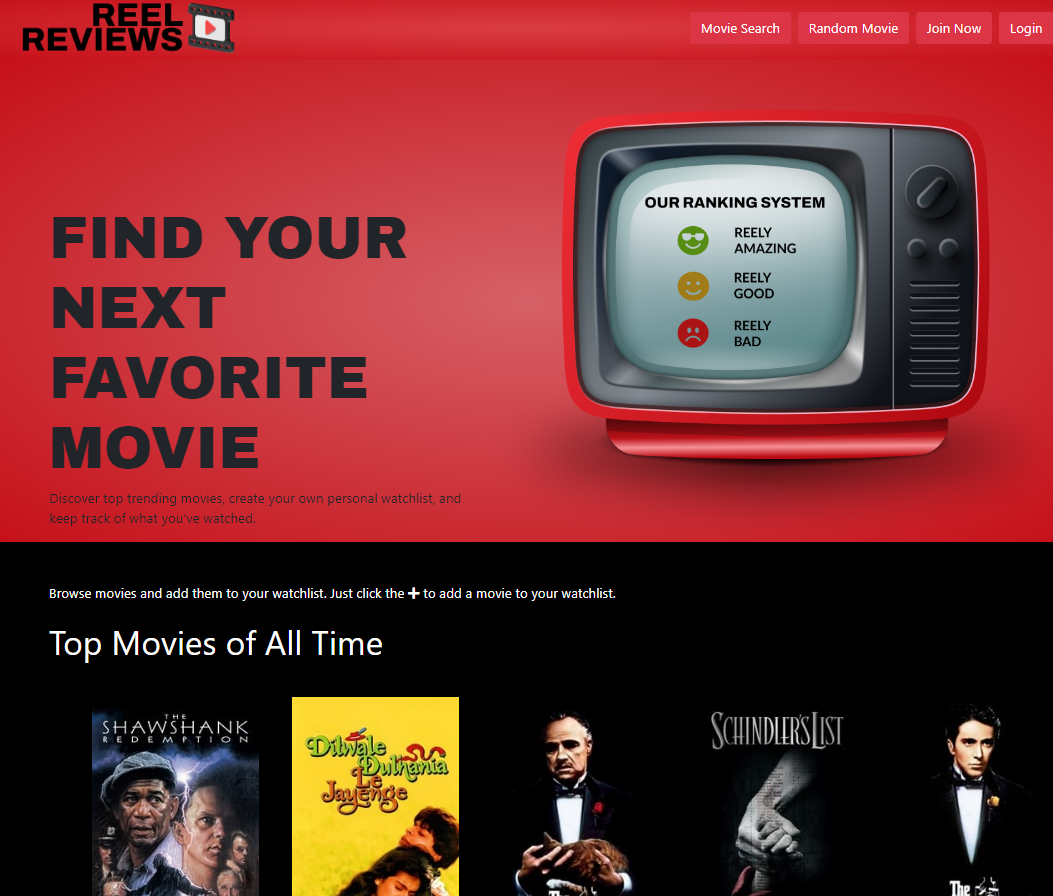 REEL
REVIEWS
Movie Search
Random Movie
Join Now
Login
FIND YOUR
NEXT
FAVORITE
MOVIE
Discover top trending movies, create your own personal watchlist, and
keep track of what you've watched.
OUR RANKING SYSTEM
REELY
AMAZING
REELY
GOOD
REELY
BAD
Browse movies and add them to your watchlist. Just click the + to add a movie to your watchlist.
Top Movies of All Time
THE
SHAWSHANK
REDEMPTION
Dilwale
Dulhania
Le
Jayenge
SCHINDLER'S LIST
The